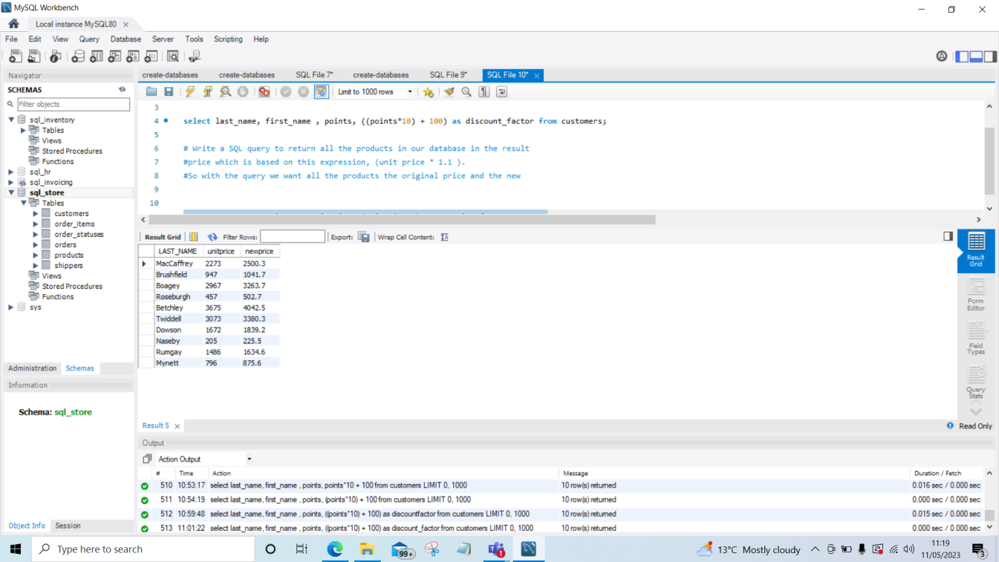 MySQL Workbench
Local instance MySQL80
File Edit View Query Database Server Tools Scripting Help
Navigator
create-databases create-databases SQL File 7* create-databases SQL File 9* SQL File 10*
SCHEMAS
Filter objects
Limit to 1000 rows
sql_inventory
Tables
Views
Stored Procedures
Functions
sql_hr
sql_invoicing
sql_store
Tables
customers
order_items
order_statuses
orders
products
shippers
Views
Stored Procedures
Functions
sys
3
4 select last_name, first_name , points, ((points*10) + 100) as discount_factor from customers;
5
6 # Write a SQL query to return all the products in our database in the result
7 #price which is based on this expression, (unit price * 1.1 ).
8 #So with the query we want all the products the original price and the new
9
10
Result Grid Filter Rows: Export: Wrap Cell Content:
LAST_NAME unitprice newprice
MacCaffrey 2273 2500.3
Brushfield 947 1041.7
Boagey 2967 3263.7
Roseburgh 457 502.7
Betchley 3675 4042.5
Twiddell 3073 3380.3
Dowson 1672 1839.2
Naseby 205 225.5
Rumgay 1486 1634.6
Mynett 796 875.6
Result Grid
Form Editor
Field Types
Query Stats
Administration Schemas
Information
Schema: sql_store
Result 5
Read Only
Output
Action Output
# Time Action Message Duration / Fetch
510 10:53:17 select last_name, first_name , points, points*10 + 100 from customers LIMIT 0, 1000 10 row(s) returned 0.016 sec / 0.000 sec
511 10:54:19 select last_name, first_name , points, (points*10) + 100 from customers LIMIT 0, 1000 10 row(s) returned 0.000 sec / 0.000 sec
512 10:59:48 select last_name, first_name , points, ((points*10) + 100) as discountfactor from customers LIMIT 0, 1000 10 row(s) returned 0.015 sec / 0.000 sec
513 11:01:22 select last_name, first_name , points, ((points*10) + 100) as discount_factor from customers LIMIT 0, 1000 10 row(s) returned 0.000 sec / 0.000 sec
Object Info Session
Type here to search
99+
1
13°C Mostly cloudy
11:19
11/05/2023
3